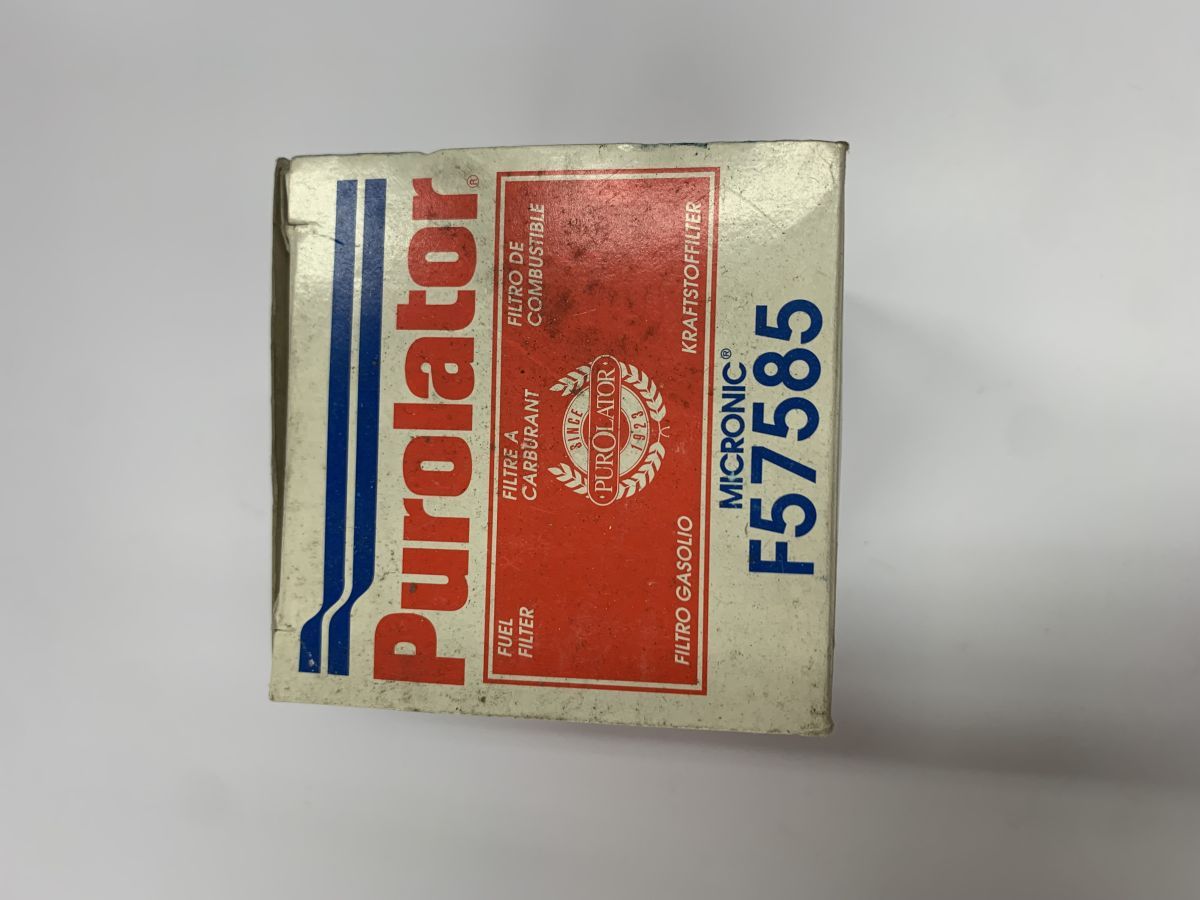 Purolator®
FUEL
FILTER
FILTRE A
CARBURANT
FILTRO DE
COMBUSTIBLE
SINCE
PUROLATOR
1923
FILTRO GASOLIO
KRAFTSTOFFILTER
MICRONIC®
F57585